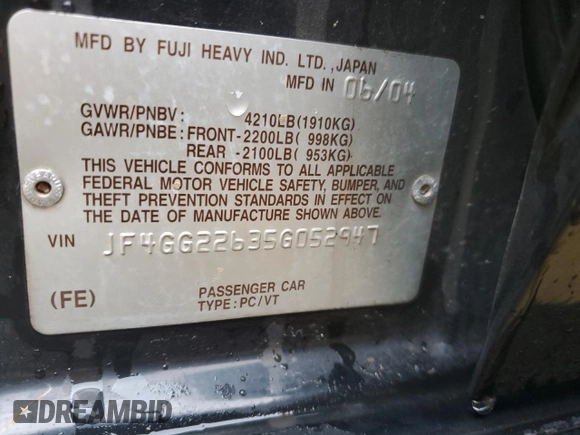 MFD BY FUJI HEAVY IND. LTD., JAPAN
MFD IN 06/04
GVWR/PNBV : 4210LB(1910KG)
GAWR/PNBE : FRONT-2200LB( 998KG)
REAR -2100LB( 953KG)
THIS VEHICLE CONFORMS TO ALL APPLICABLE
FEDERAL MOTOR VEHICLE SAFETY, BUMPER, AND
THEFT PREVENTION STANDARDS IN EFFECT ON
THE DATE OF MANUFACTURE SHOWN ABOVE.
VIN JF4GG22635G052947
(FE) PASSENGER CAR
TYPE: PC/VT
DREAMBID